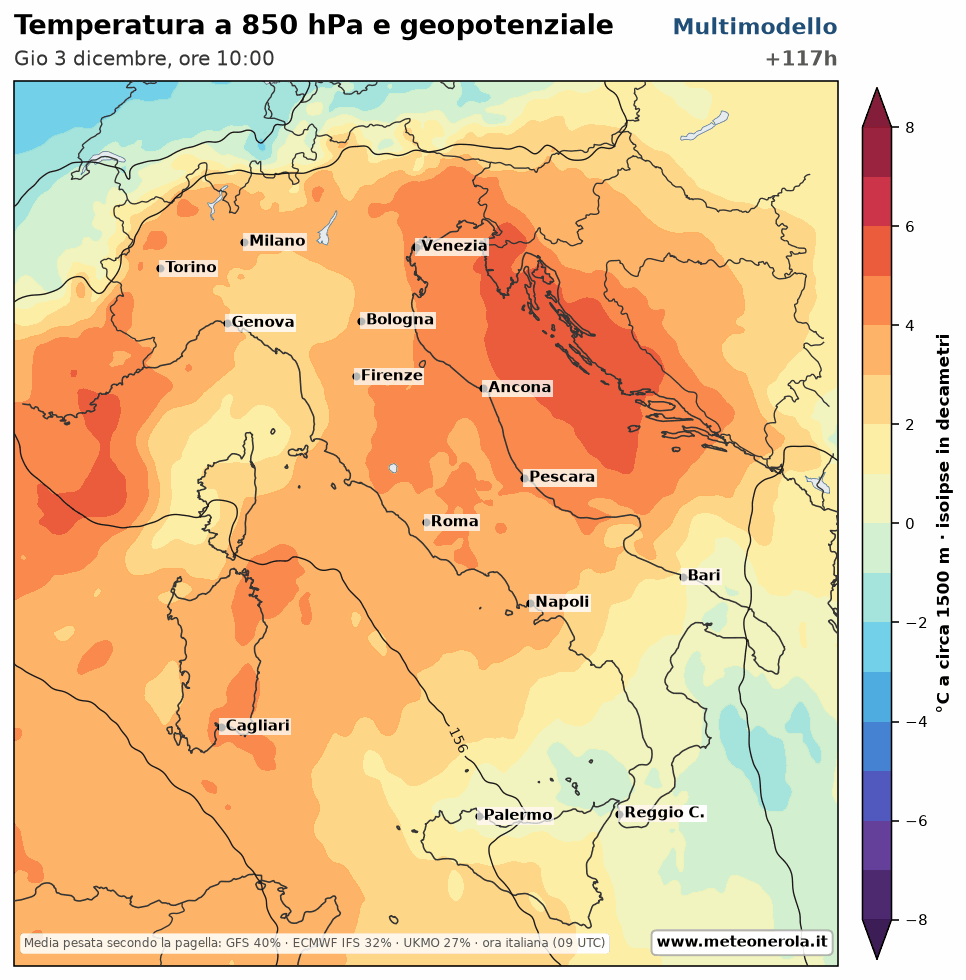 Temperatura a 850 hPa e geopotenziale
Multimodello
Gio 3 dicembre, ore 10:00
+117h
Milano
Venezia
Torino
Genova
Bologna
Firenze
Ancona
Pescara
Roma
Bari
Napoli
Cagliari
156
Palermo
Reggio C.
8
6
4
2
0
−2
−4
−6
−8
°C a circa 1500 m · isoipse in decametri
Media pesata secondo la pagella: GFS 40% · ECMWF IFS 32% · UKMO 27% · ora italiana (09 UTC)
www.meteonerola.it